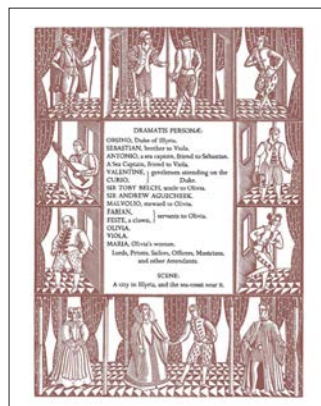 DRAMATIS PERSONÆ:
ORSINO, Duke of Illyria.
SEBASTIAN, brother to Viola.
ANTONIO, a sea captain, friend to Sebastian.
A Sea Captain, friend to Viola.
VALENTINE, } gentlemen attending on the
CURIO, Duke.
SIR TOBY BELCH, uncle to Olivia.
SIR ANDREW AGUECHEEK.
MALVOLIO, steward to Olivia.
FABIAN,
FESTE, a clown, } servants to Olivia.
OLIVIA.
VIOLA.
MARIA, Olivia's woman.
Lords, Priests, Sailors, Officers, Musicians,
and other Attendants.
SCENE:
A city in Illyria, and the sea-coast near it.